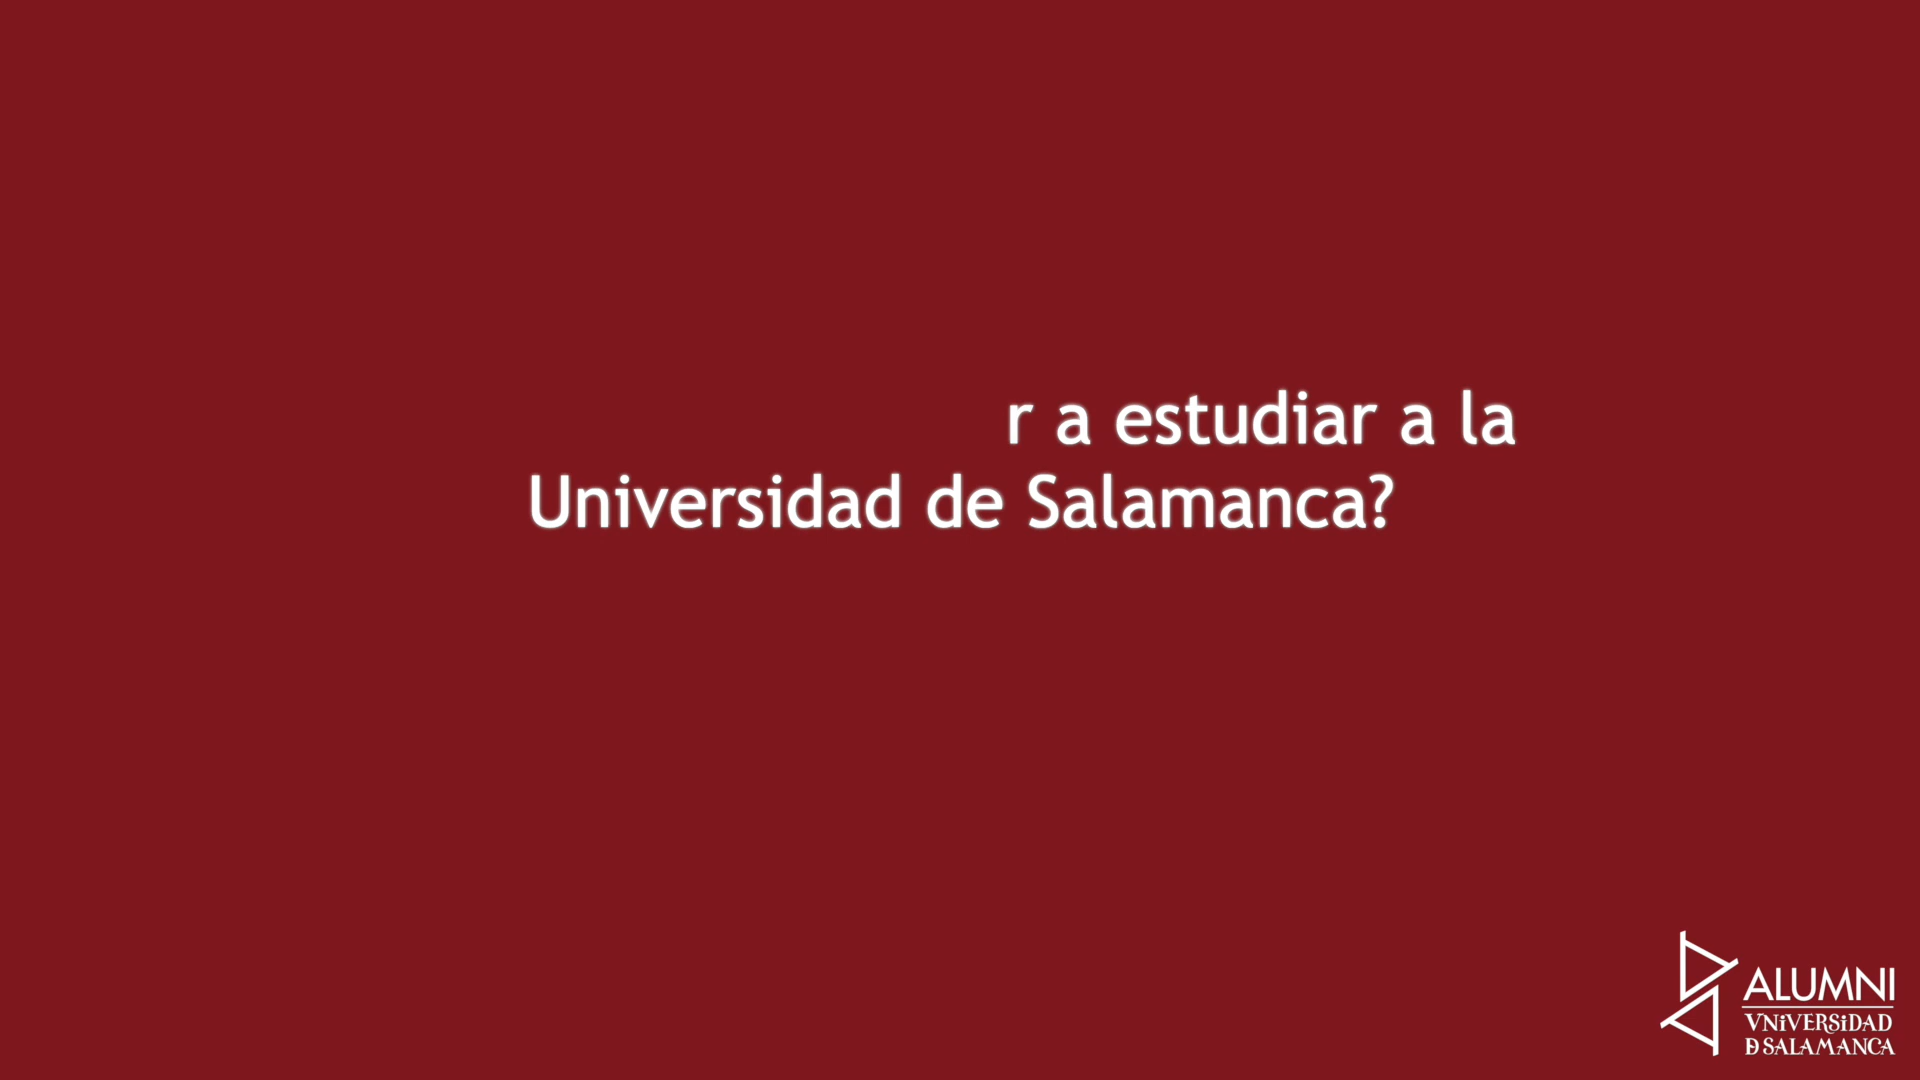 r a estudiar a la
Universidad de Salamanca?
ALUMNI
VNiVERSiDAD
D SALAMANCA